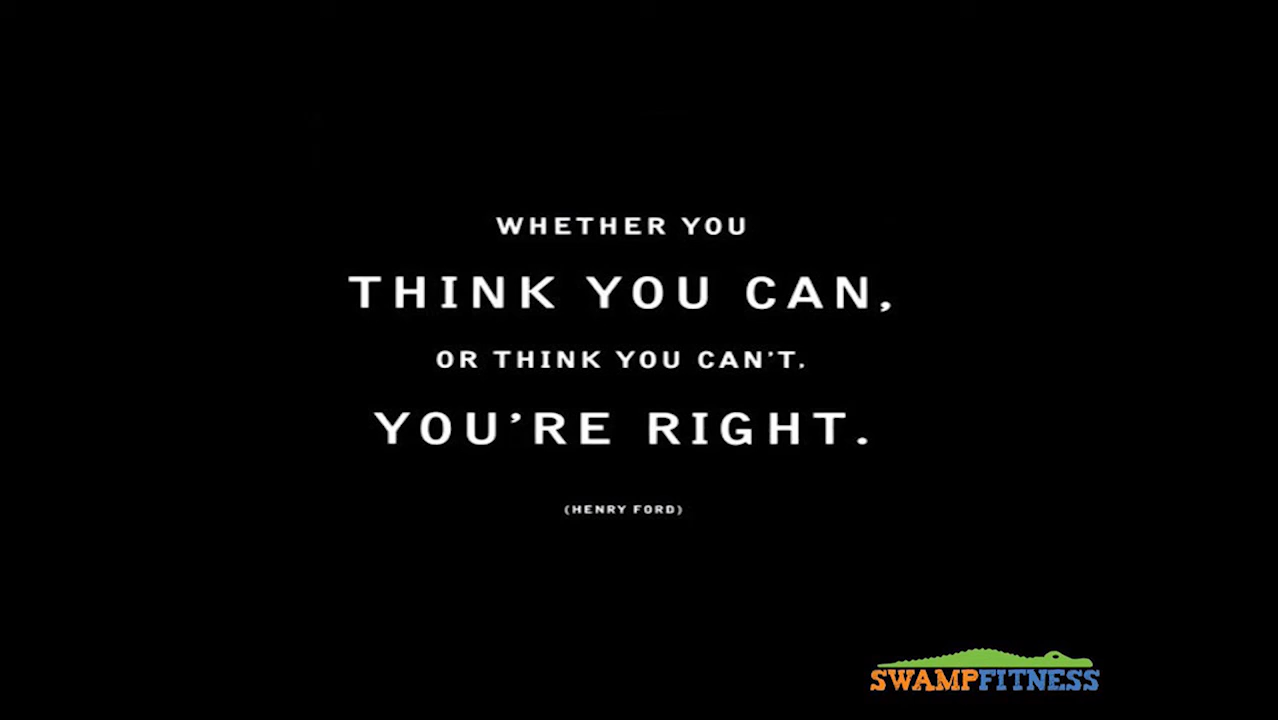 WHETHER YOU
THINK YOU CAN,
OR THINK YOU CAN'T,
YOU'RE RIGHT.
(HENRY FORD)
SWAMPFITNESS